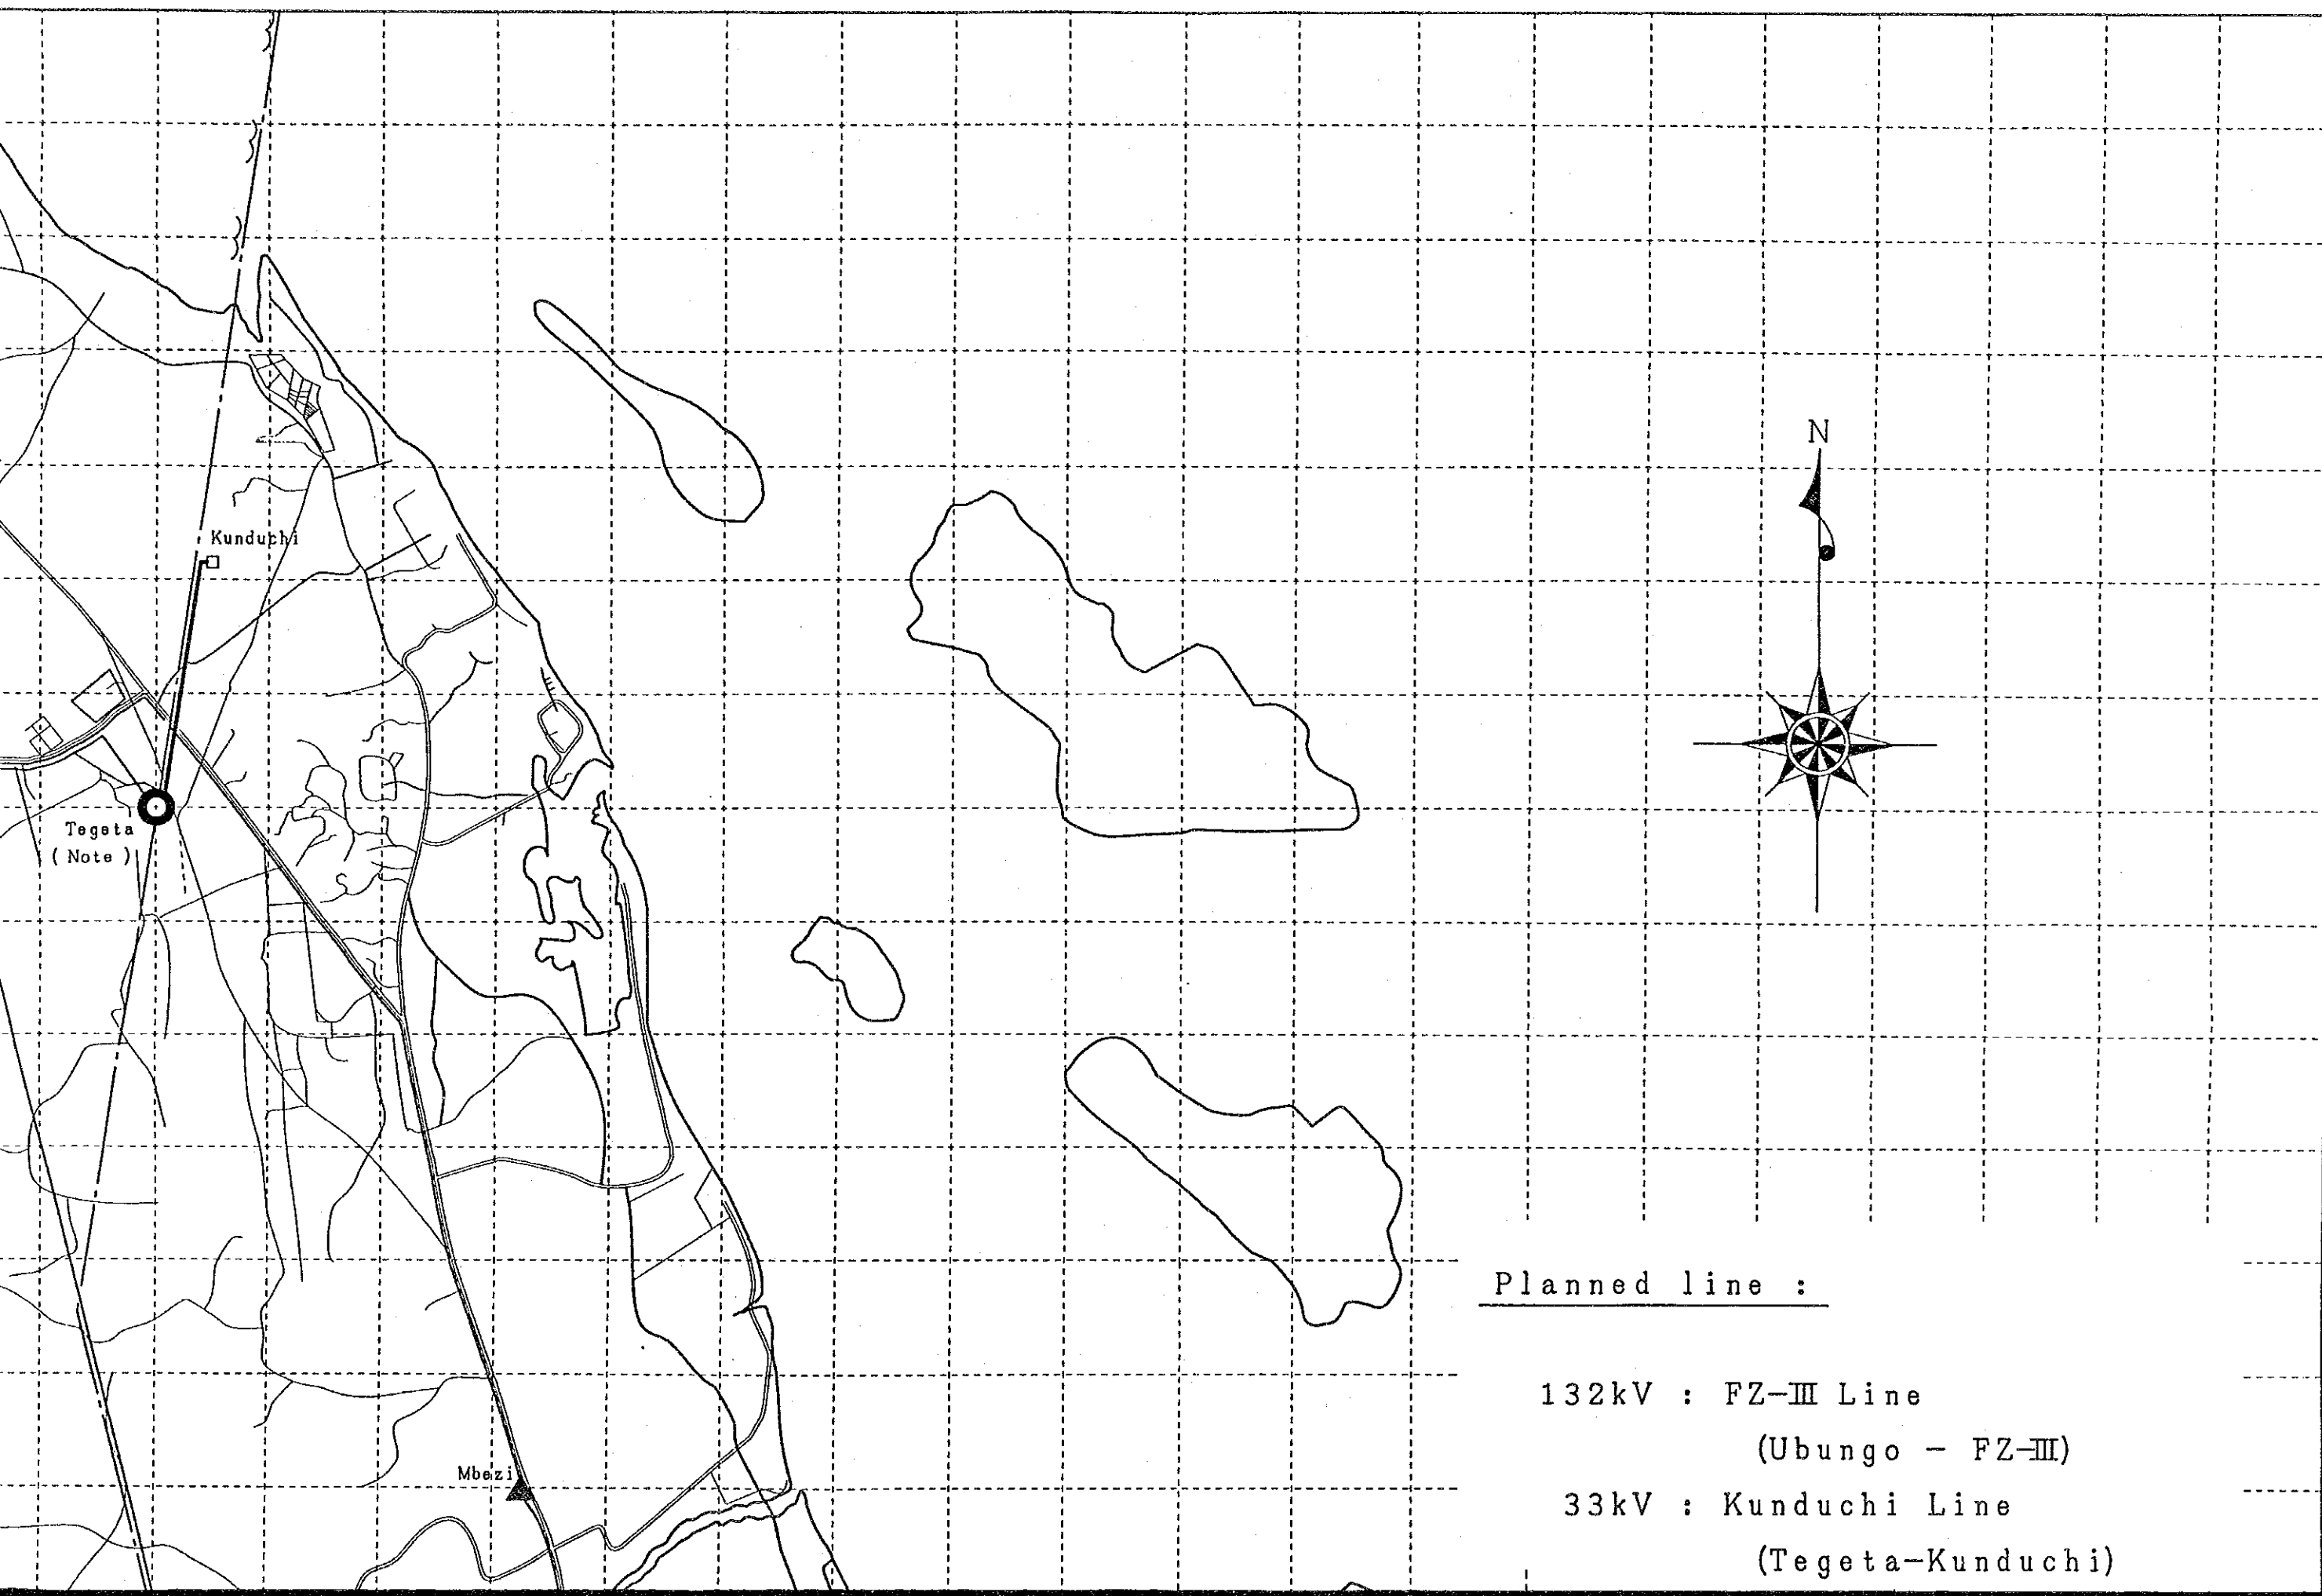 N
Kunduchi
Tegeta
(Note)
Mbezi
Planned line :
132kV : FZ-Ⅲ Line
(Ubungo - FZ-Ⅲ)
33kV : Kunduchi Line
(Tegeta-Kunduchi)